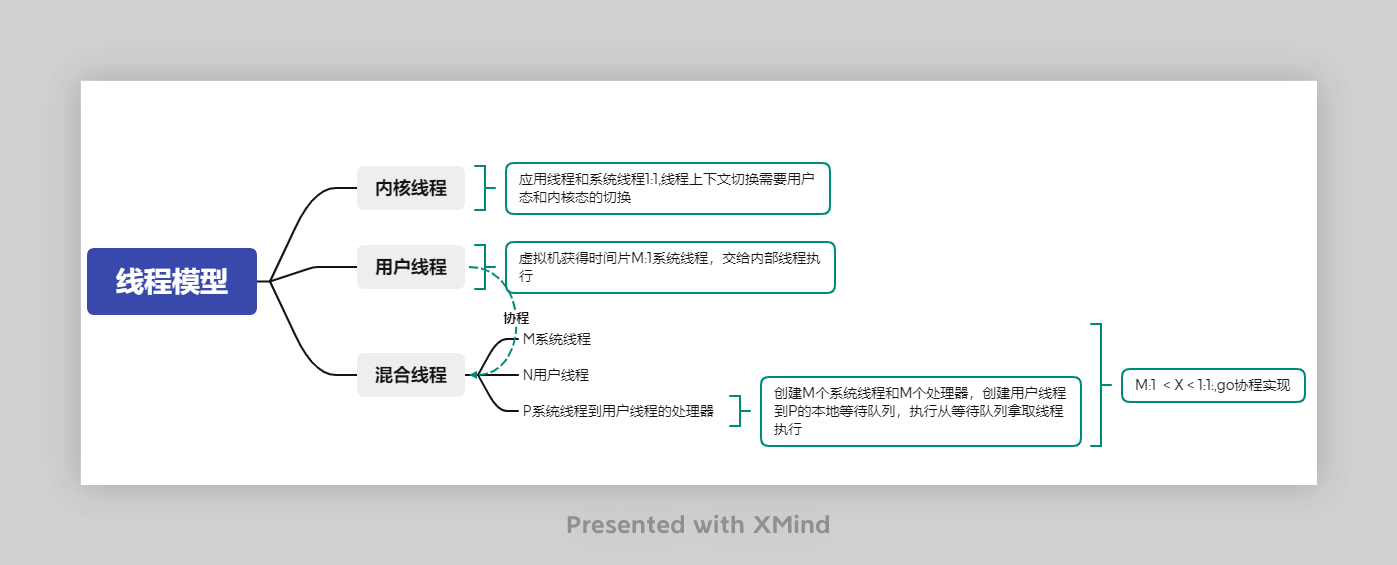 线程模型
内核线程
应用线程和系统线程1:1,线程上下文切换需要用户
态和内核态的切换
用户线程
虚拟机获得时间片M:1系统线程，交给内部线程执
行
协程
混合线程
M系统线程
N用户线程
P系统线程到用户线程的处理器
创建M个系统线程和M个处理器，创建用户线程
到P的本地等待队列，执行从等待队列拿取线程
执行
M:1 < X < 1:1:,go协程实现
Presented with XMind